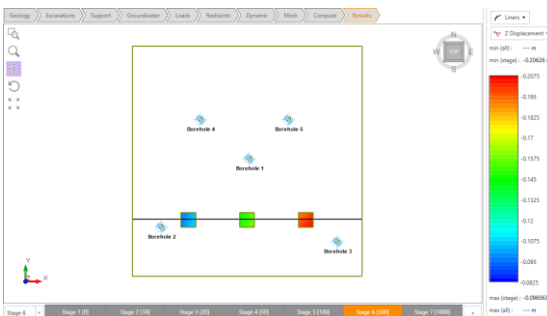 Geology Excavations Support Groundwater Loads Restraints Dynamic Mesh Compute Results
Liners
Z Displacement
min (all) : --- m
min (stage) : -0.20628
N
W TOP E
S
-0.2075
-0.195
-0.1825
-0.17
-0.1575
-0.145
-0.1325
-0.12
-0.1075
-0.095
-0.0825
Borehole 4
Borehole 5
Borehole 1
Borehole 2
Borehole 3
Y
Z
X
max (stage) : -0.096063
max (all) : --- m
Stage 6 Stage 1 [0] Stage 2 [10] Stage 3 [20] Stage 4 [50] Stage 5 [100] Stage 6 [500] Stage 7 [1000]